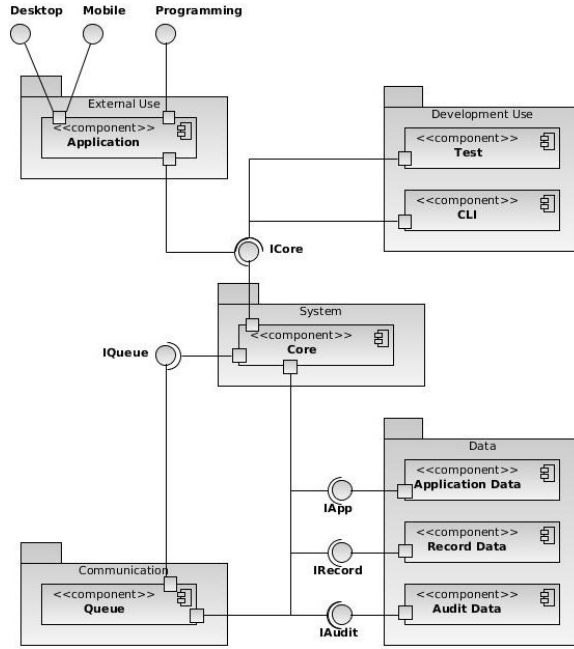 Desktop
Mobile
Programming
External Use
<<component>>
Application
Development Use
<<component>>
Test
<<component>>
CLI
ICore
System
<<component>>
Core
IQueue
Data
<<component>>
Application Data
IApp
<<component>>
Record Data
IRecord
Communication
<<component>>
Queue
<<component>>
Audit Data
IAudit